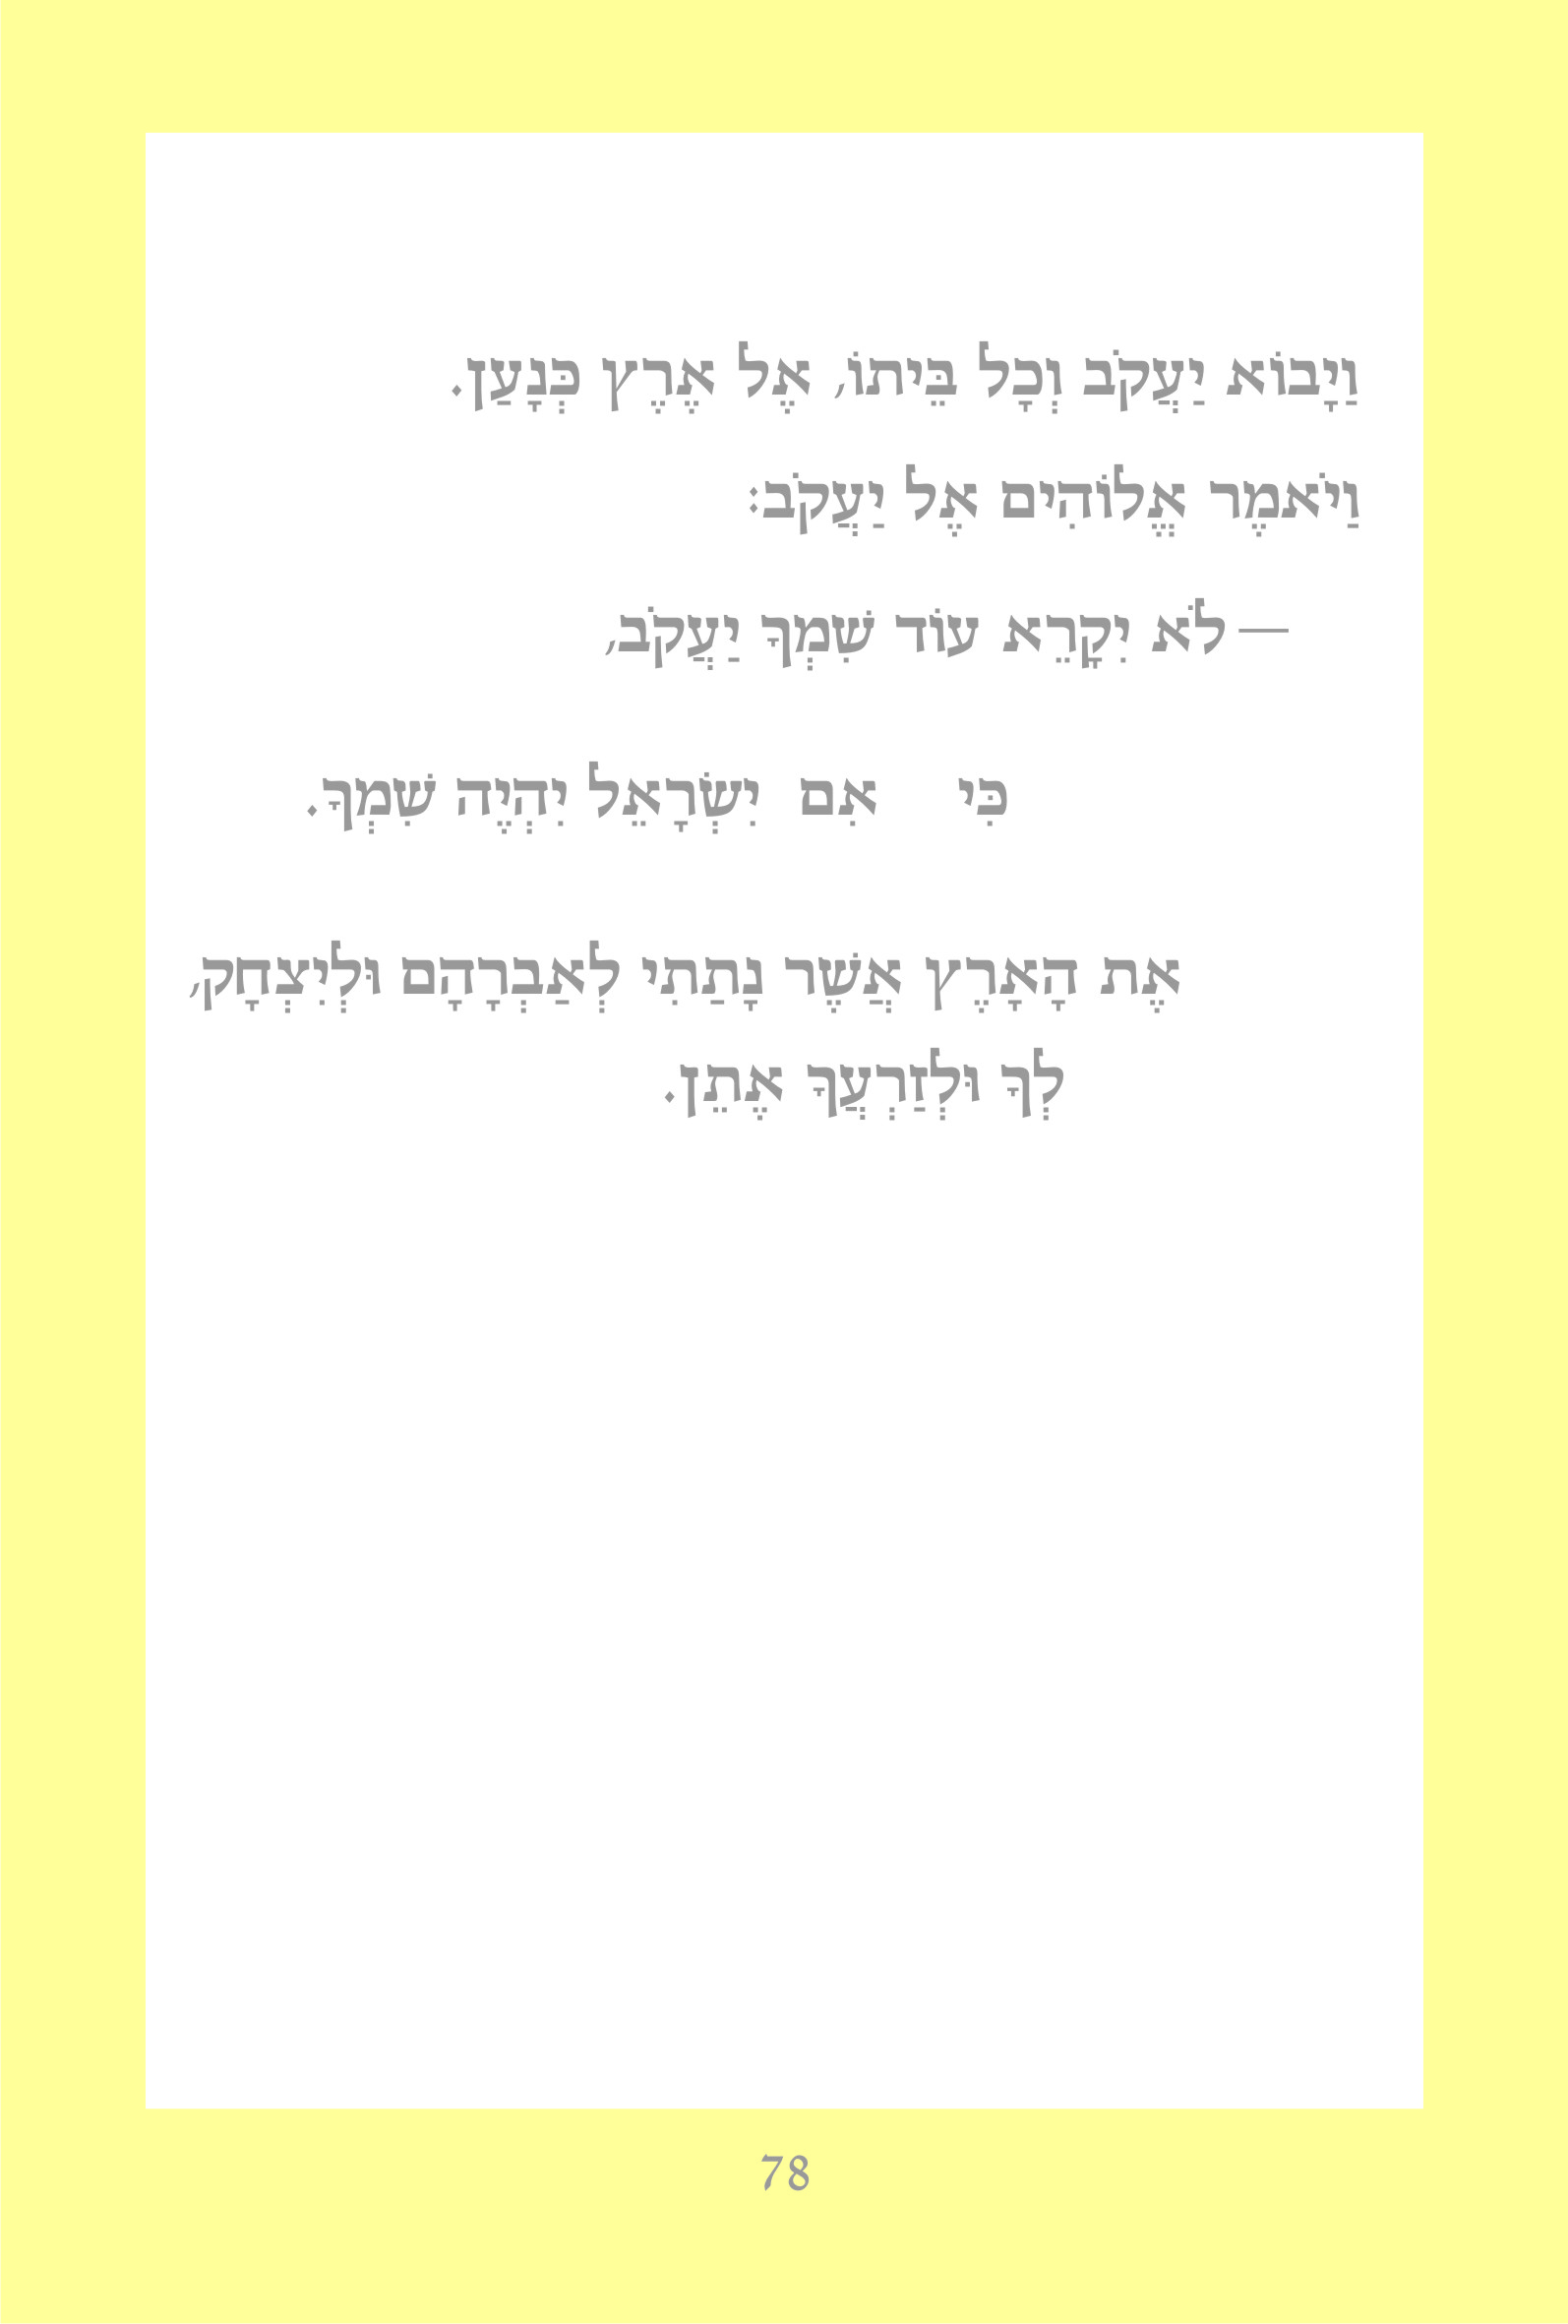 וַיָּבוֹא יַעֲקֹב וְכָל בֵּיתוֹ, אֶל אֶרֶץ כְּנָעַן.
וַיֹּאמֶר אֱלוֹהִים אֶל יַעֲקֹב:
— לֹא יִקָרֵא עוֹד שִׁמְךָ יַעֲקֹב,
כִּי אִם יִשְׂרָאֵל יִהְיֶה שִׁמְךָ.
אֶת הָאָרֶץ אֲשֶׁר נָתַתִי לְאַבְרָהָם וּלְיִצְחָק,
לְךָ וּלְזַרְעֲךָ אֶתֵן.
78